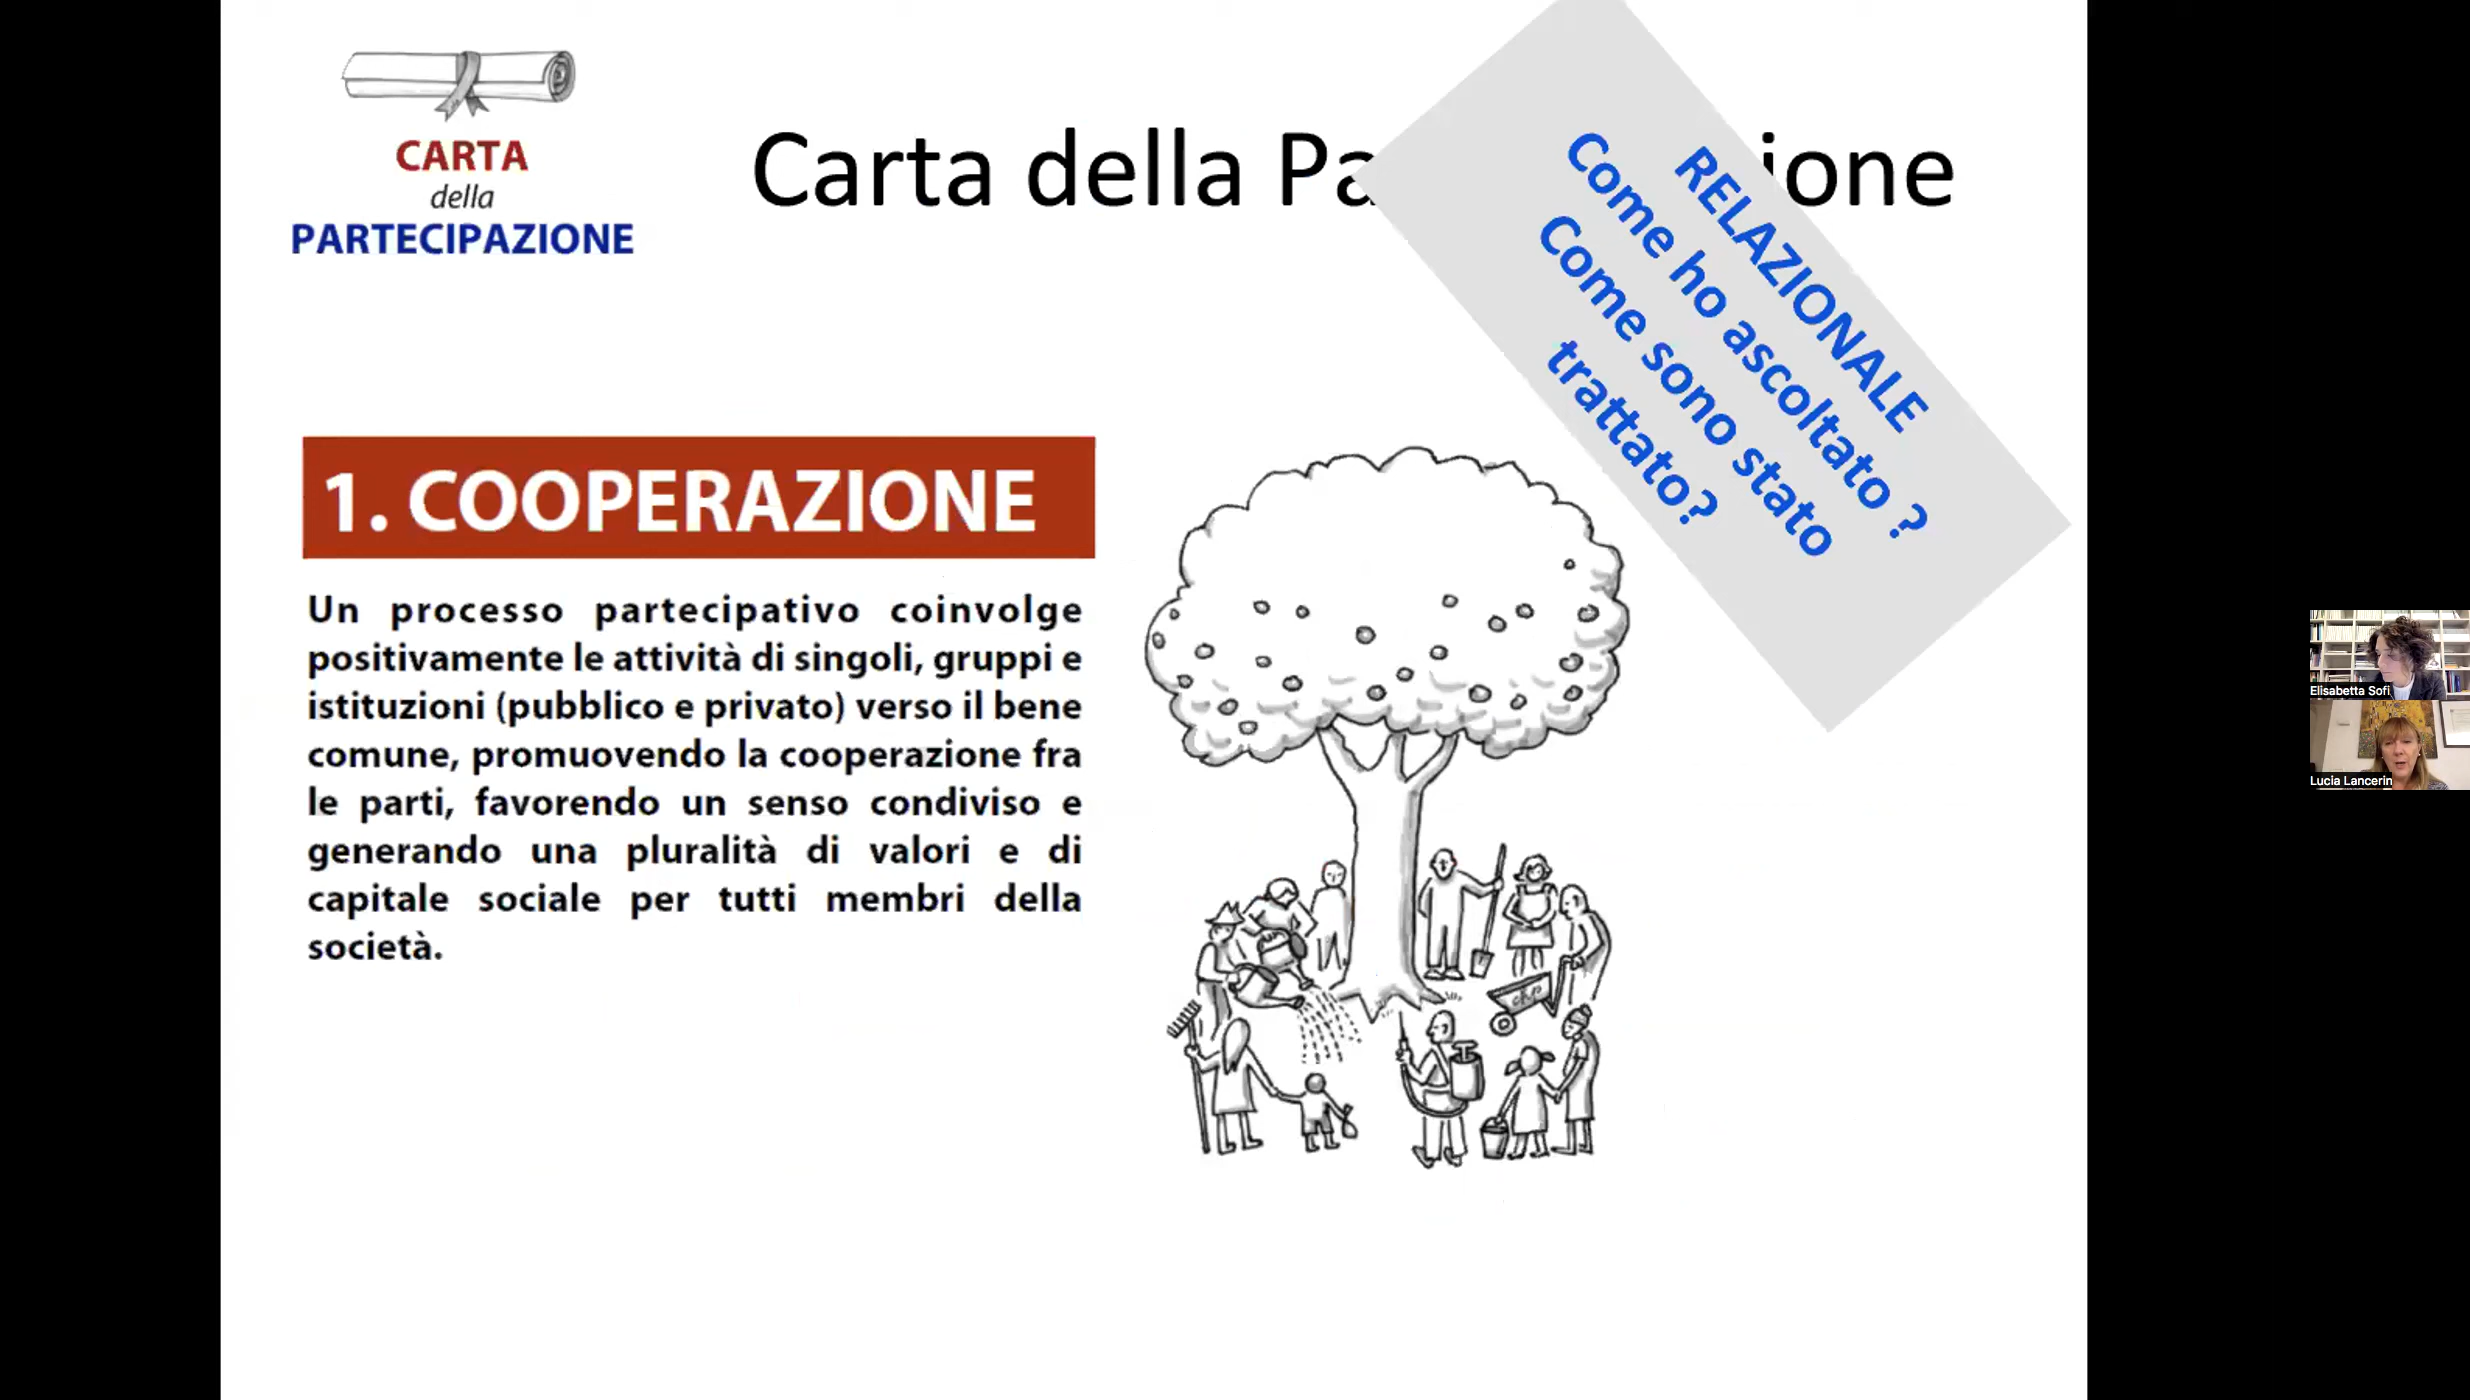 CARTA
della
PARTECIPAZIONE
Carta della Pa ione
RELAZIONALE
Come ho ascoltato ?
Come sono stato
trattato?
1. COOPERAZIONE
Un processo partecipativo coinvolge
positivamente le attività di singoli, gruppi e
istituzioni (pubblico e privato) verso il bene
comune, promuovendo la cooperazione fra
le parti, favorendo un senso condiviso e
generando una pluralità di valori e di
capitale sociale per tutti membri della
società.
Elisabetta Sofi
Lucia Lancerin